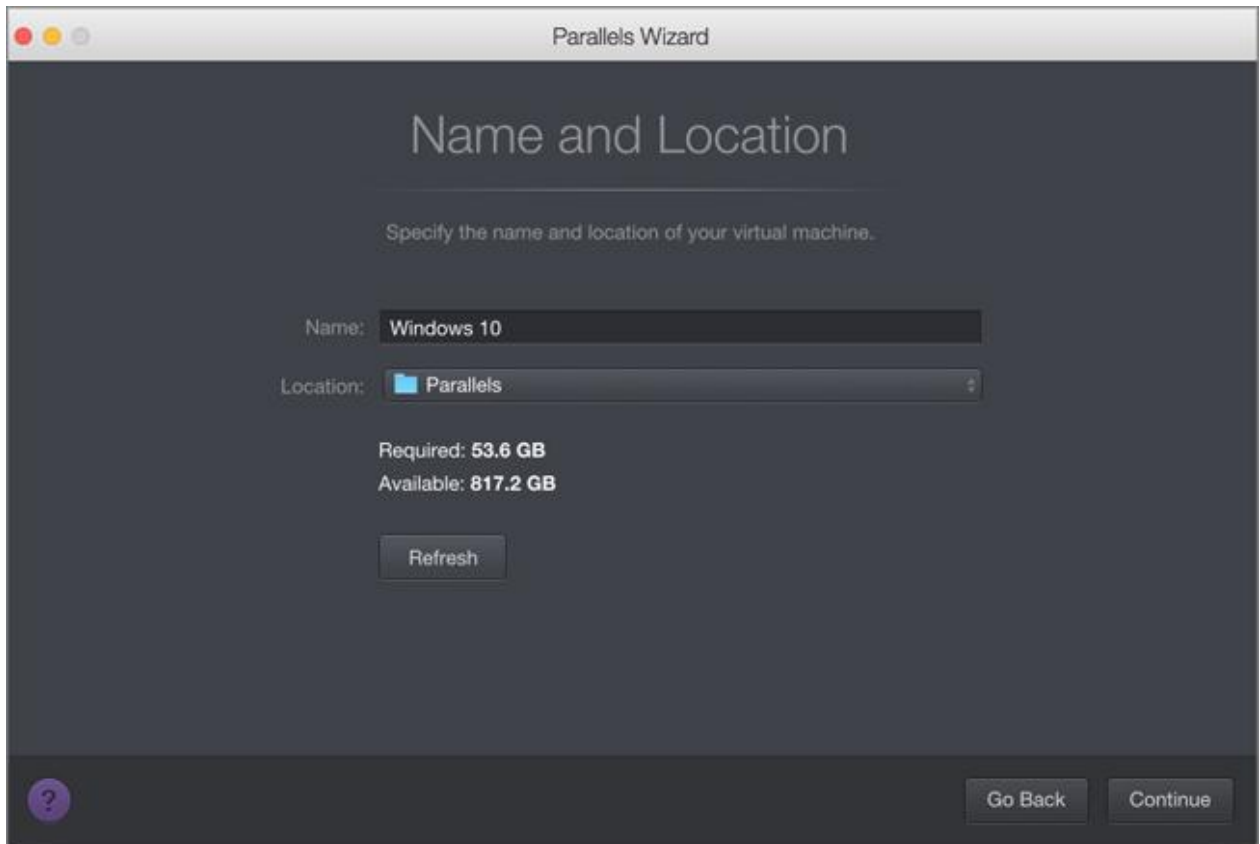 Parallels Wizard
Name and Location
Specify the name and location of your virtual machine.
Name: Windows 10
Location: Parallels
Required: 53.6 GB
Available: 817.2 GB
Refresh
? Go Back Continue